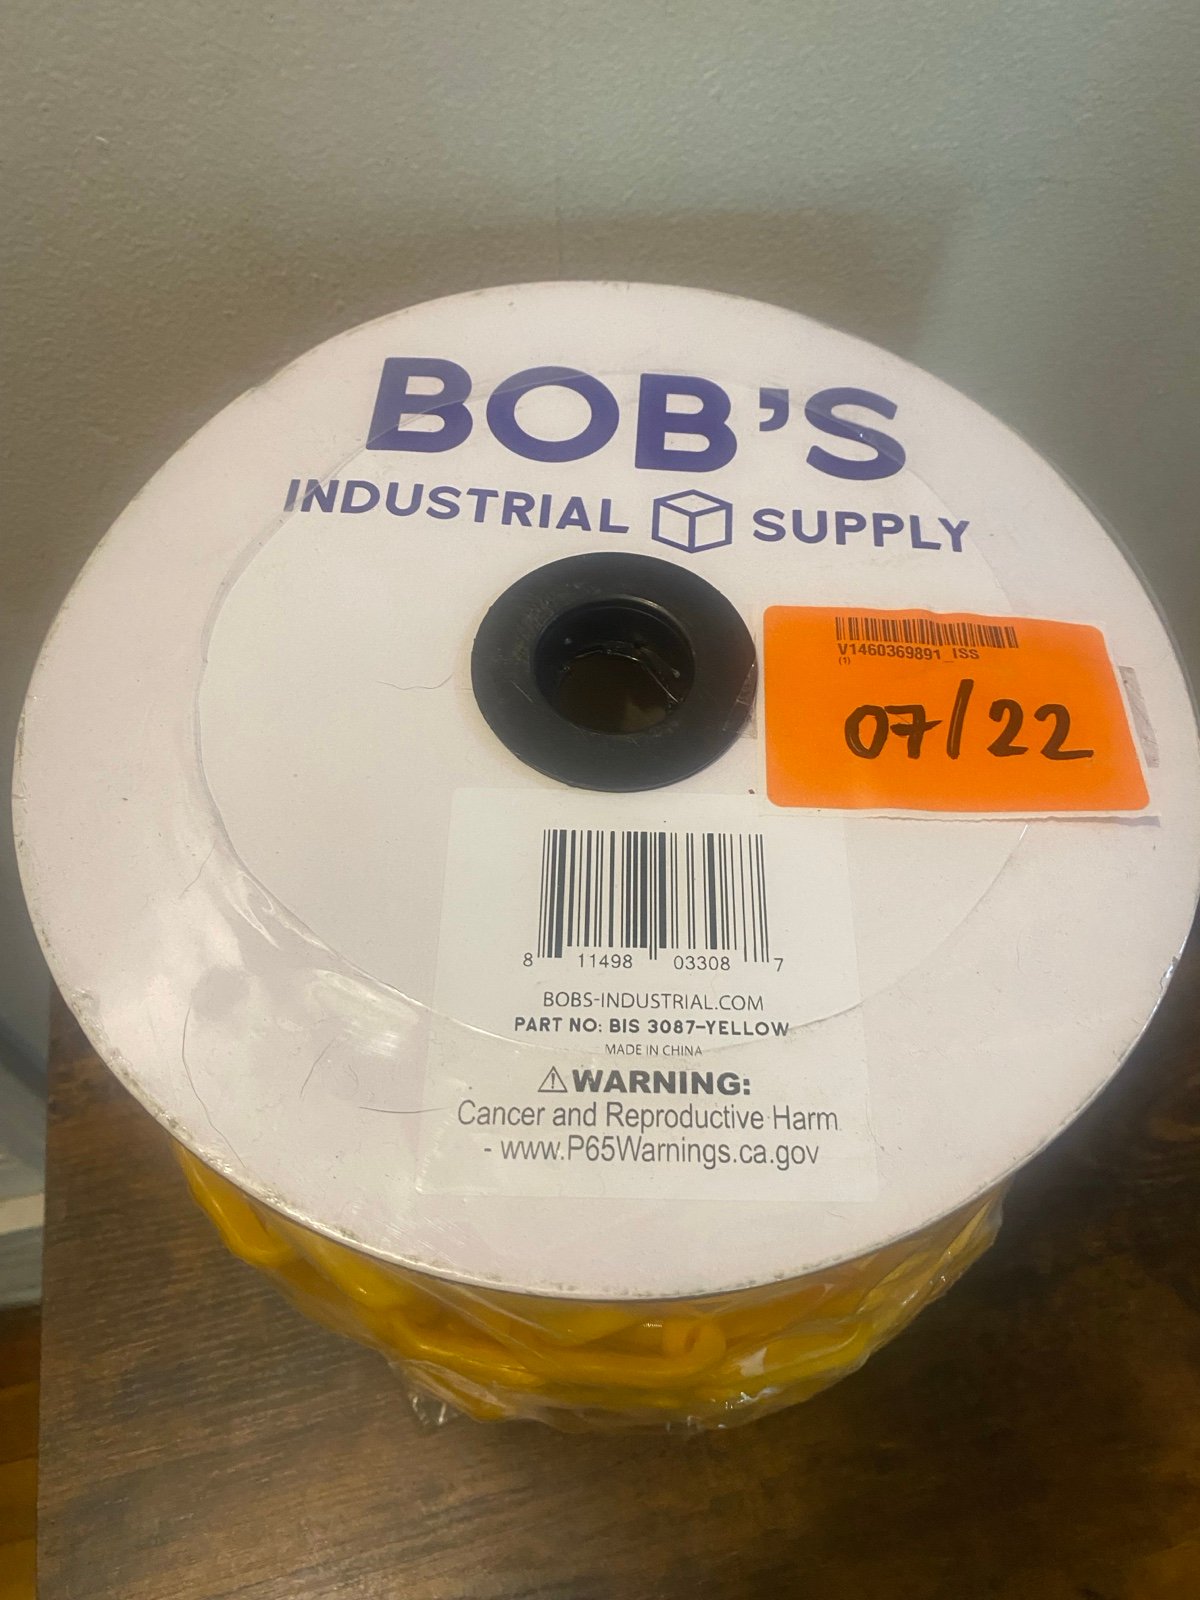 BOB'S
INDUSTRIAL SUPPLY
V1460369891_ISS
(1)
07/22
8 11498 03308 7
BOBS-INDUSTRIAL.COM
PART NO: BIS 3087-YELLOW
MADE IN CHINA
⚠WARNING:
Cancer and Reproductive Harm
- www.P65Warnings.ca.gov